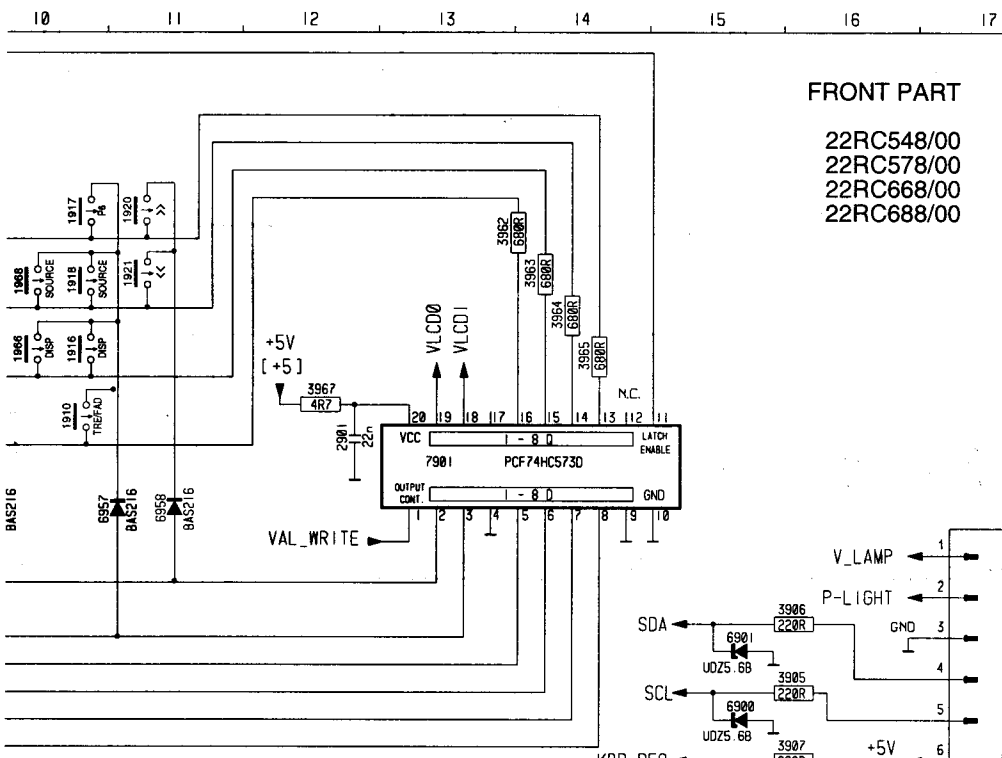 10 11 12 13 14 15 16 17
FRONT PART
22RC548/00
22RC578/00
22RC668/00
22RC688/00
1917 P6
1920 >>
1968 SOURCE
1918 SOURCE
1921 <<
1966 DISP
1916 DISP
1910 TRE/FAD
3962 680R
3963 680R
3964 680R
3965 680R
VLCD0
VLCD1
+5V
[+5]
3967
4R7
2901
22n
N.C.
20 19 18 17 16 15 14 13 12 11
VCC
1 - 8 Q
LATCH
ENABLE
7901 PCF74HC573D
OUTPUT
CONT.
1 - 8 D
GND
1 2 3 4 5 6 7 8 9 10
BAS216
6957 BAS216
6958 BAS216
VAL_WRITE
V_LAMP 1
P-LIGHT 2
GND 3
3906
SDA
220R
6901
UDZ5.6B
4
3905
SCL
220R
5
6900
UDZ5.6B
3907
+5V 6